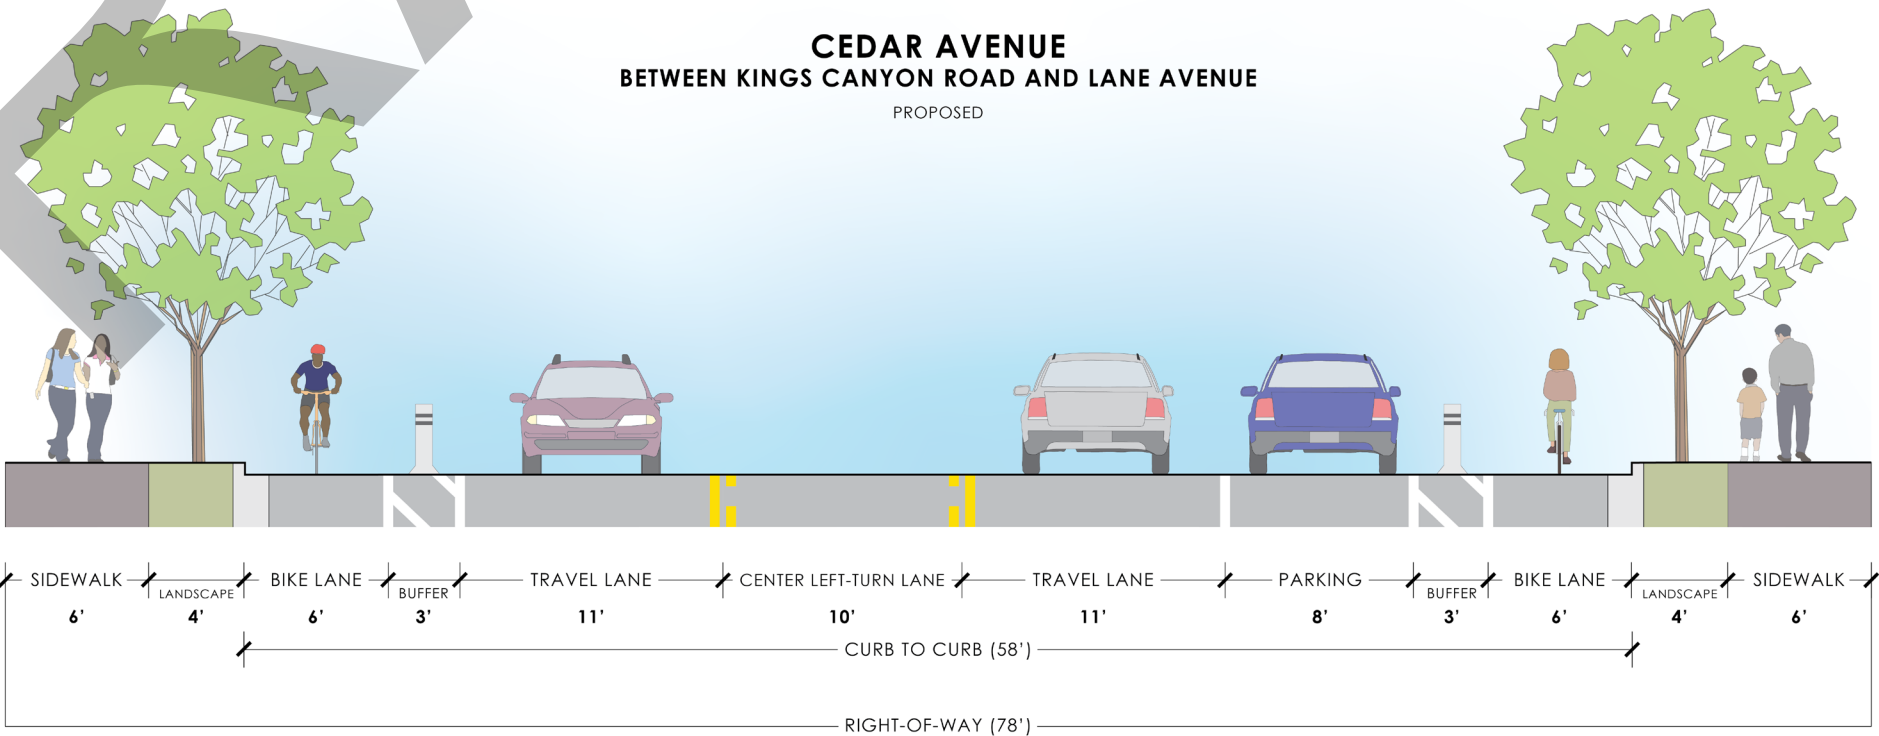 CEDAR AVENUE
BETWEEN KINGS CANYON ROAD AND LANE AVENUE
PROPOSED
SIDEWALK LANDSCAPE BIKE LANE BUFFER TRAVEL LANE CENTER LEFT-TURN LANE TRAVEL LANE PARKING BUFFER BIKE LANE LANDSCAPE SIDEWALK
6' 4' 6' 3' 11' 10' 11' 8' 3' 6' 4' 6'
CURB TO CURB (58')
RIGHT-OF-WAY (78')